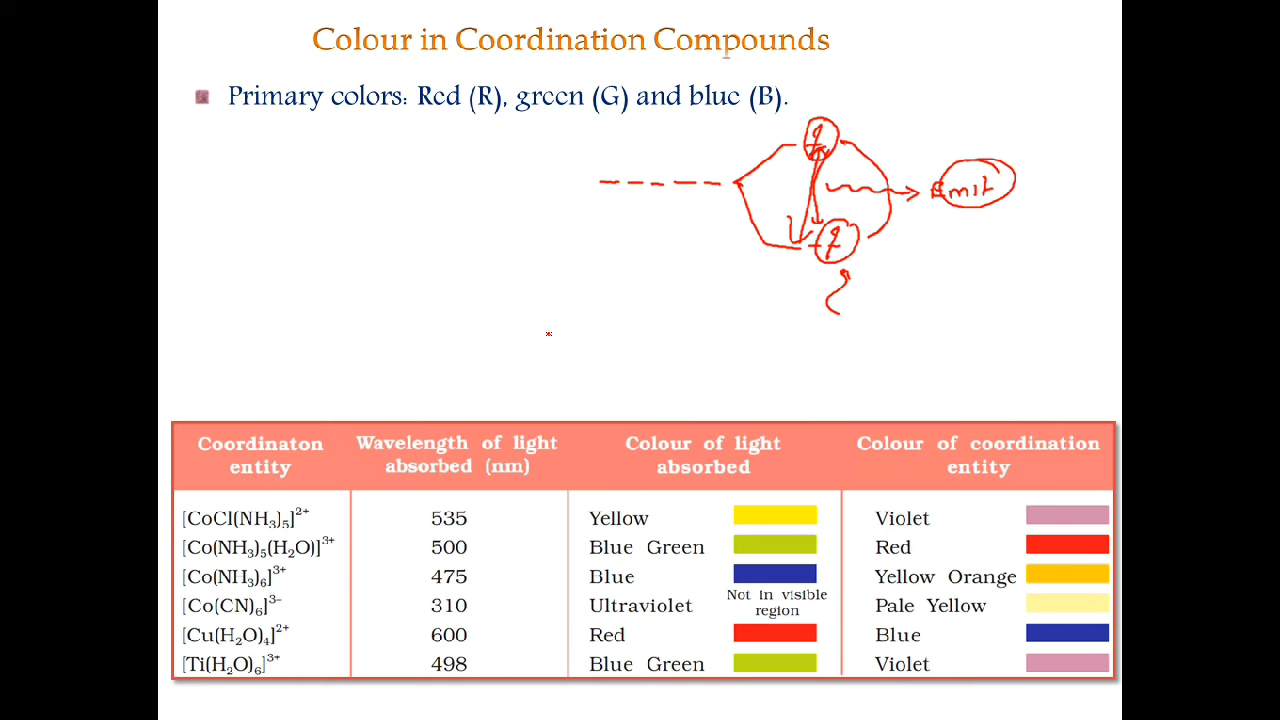 Colour in Coordination Compounds
Primary colors: Red (R), green (G) and blue (B).
Emit
Coordinaton entity | Wavelength of light absorbed (nm) | Colour of light absorbed | Colour of coordination entity
[CoCl(NH₃)₅]²⁺ | 535 | Yellow | Violet
[Co(NH₃)₅(H₂O)]³⁺ | 500 | Blue Green | Red
[Co(NH₃)₆]³⁺ | 475 | Blue | Yellow Orange
[Co(CN)₆]³⁻ | 310 | Ultraviolet | Not in visible region | Pale Yellow
[Cu(H₂O)₄]²⁺ | 600 | Red | Blue
[Ti(H₂O)₆]³⁺ | 498 | Blue Green | Violet